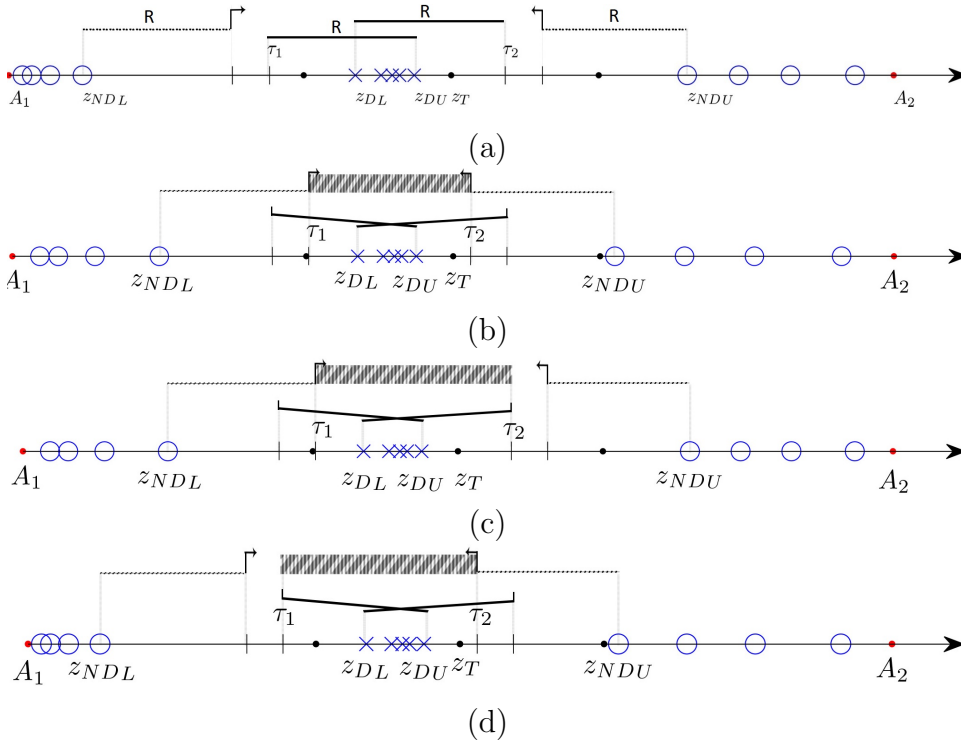 R R R R
τ1 τ2
A1 zNDL zDL zDU zT zNDU A2
(a)
τ1 τ2
A1 zNDL zDL zDU zT zNDU A2
(b)
τ1 τ2
A1 zNDL zDL zDU zT zNDU A2
(c)
τ1 τ2
A1 zNDL zDL zDU zT zNDU A2
(d)